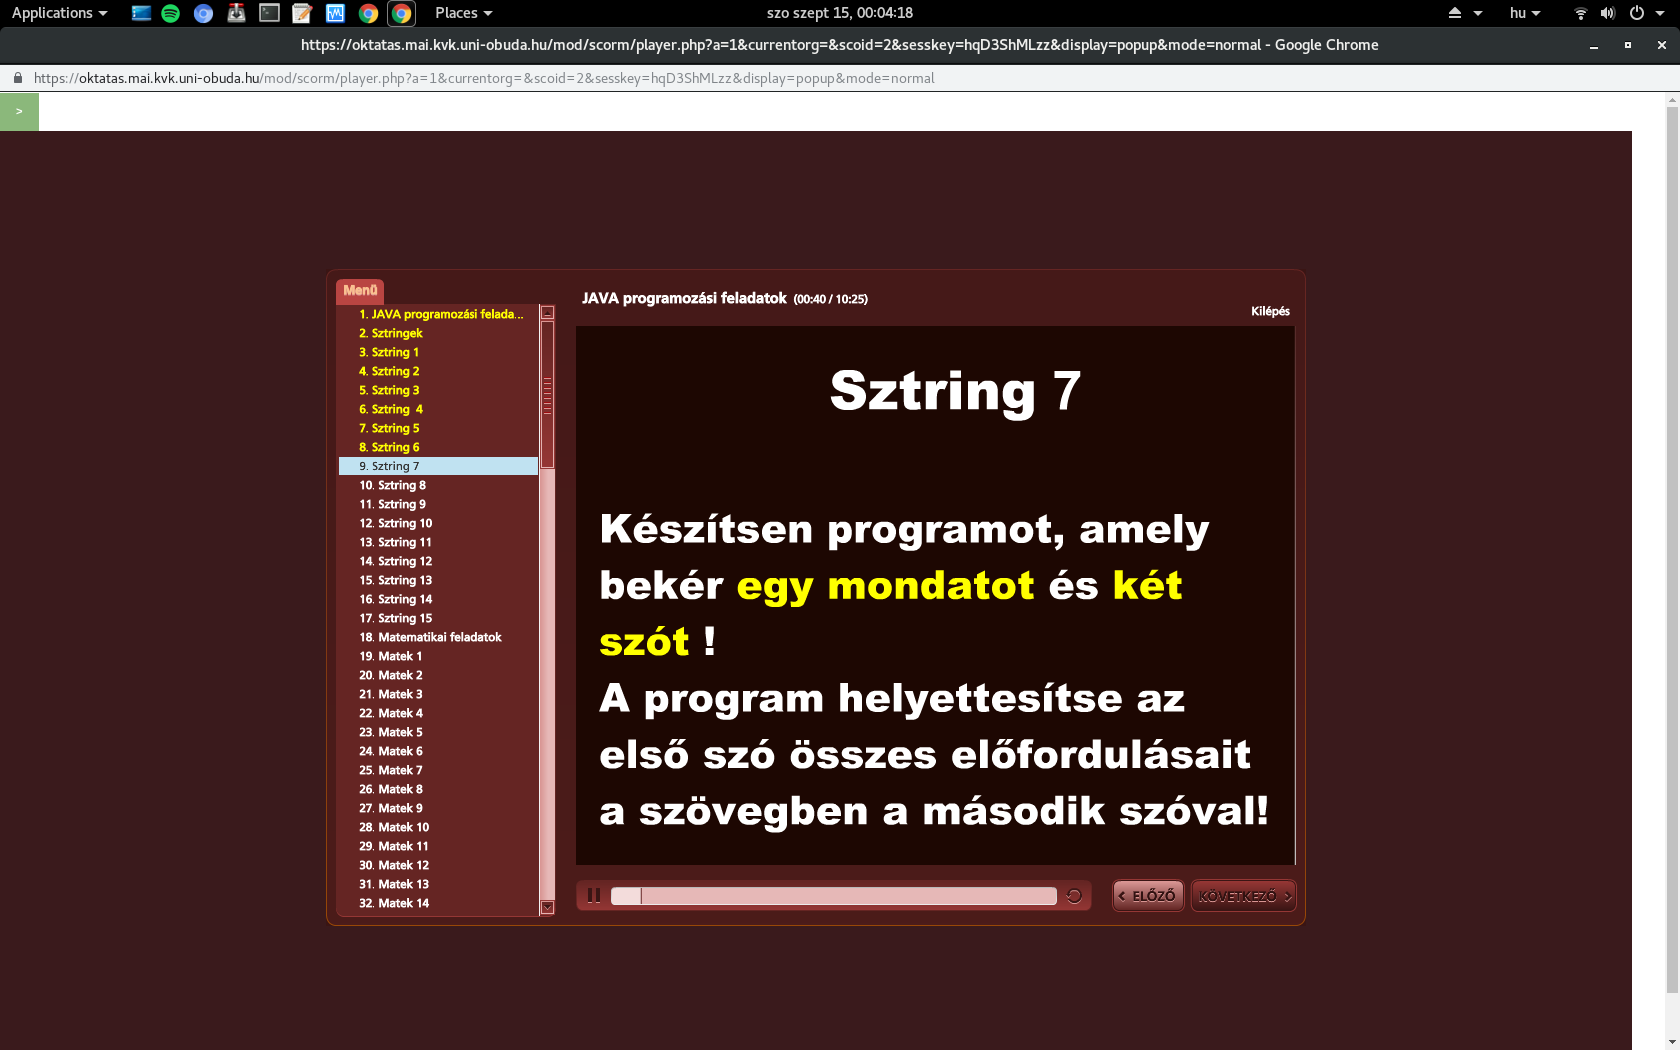 Applications
Places
szo szept 15, 00:04:18
hu
https://oktatas.mai.kvk.uni-obuda.hu/mod/scorm/player.php?a=1&currentorg=&scoid=2&sesskey=hqD3ShMLzz&display=popup&mode=normal - Google Chrome
https://oktatas.mai.kvk.uni-obuda.hu/mod/scorm/player.php?a=1&currentorg=&scoid=2&sesskey=hqD3ShMLzz&display=popup&mode=normal
>
Menü
1. JAVA programozási felada...
2. Sztringek
3. Sztring 1
4. Sztring 2
5. Sztring 3
6. Sztring  4
7. Sztring 5
8. Sztring 6
9. Sztring 7
10. Sztring 8
11. Sztring 9
12. Sztring 10
13. Sztring 11
14. Sztring 12
15. Sztring 13
16. Sztring 14
17. Sztring 15
18. Matematikai feladatok
19. Matek 1
20. Matek 2
21. Matek 3
22. Matek 4
23. Matek 5
24. Matek 6
25. Matek 7
26. Matek 8
27. Matek 9
28. Matek 10
29. Matek 11
30. Matek 12
31. Matek 13
32. Matek 14
JAVA programozási feladatok (00:40 / 10:25)
Kilépés
Sztring 7
Készítsen programot, amely
bekér egy mondatot és két
szót !
A program helyettesítse az
első szó összes előfordulásait
a szövegben a második szóval!
< ELŐZŐ
KÖVETKEZŐ >